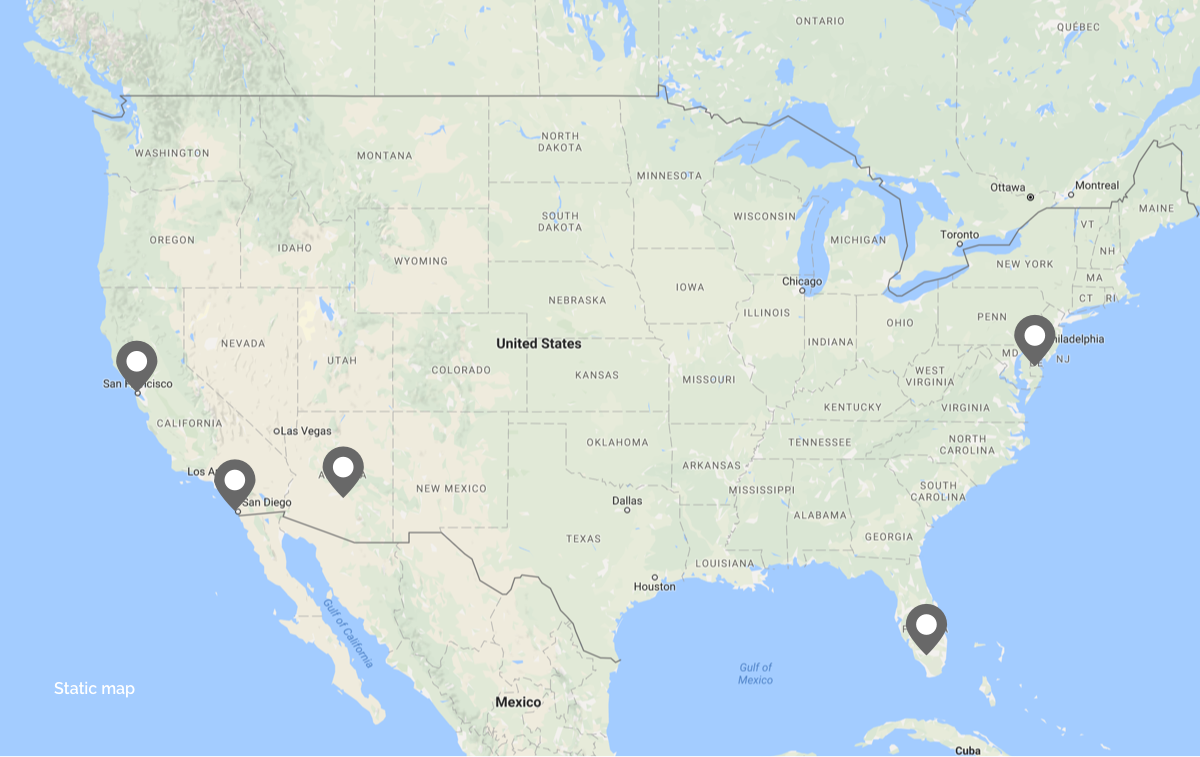 ONTARIO
QUÉBEC
WASHINGTON
MONTANA
NORTH
DAKOTA
MINNESOTA
Ottawa
Montreal
MAINE
OREGON
IDAHO
WYOMING
SOUTH
DAKOTA
WISCONSIN
MICHIGAN
Toronto
VT
NH
NEW YORK
MA
CT
RI
NEBRASKA
IOWA
Chicago
ILLINOIS
INDIANA
OHIO
PENN
NEVADA
UTAH
COLORADO
United States
KANSAS
MISSOURI
WEST
VIRGINIA
MD
NJ
KENTUCKY
VIRGINIA
CALIFORNIA
Las Vegas
OKLAHOMA
ARKANSAS
TENNESSEE
NORTH
CAROLINA
Los
San Diego
NEW MEXICO
Dallas
MISSISSIPPI
ALABAMA
SOUTH
CAROLINA
GEORGIA
TEXAS
LOUISIANA
Houston
Gulf of California
Gulf of
Mexico
Static map
Mexico
Cuba